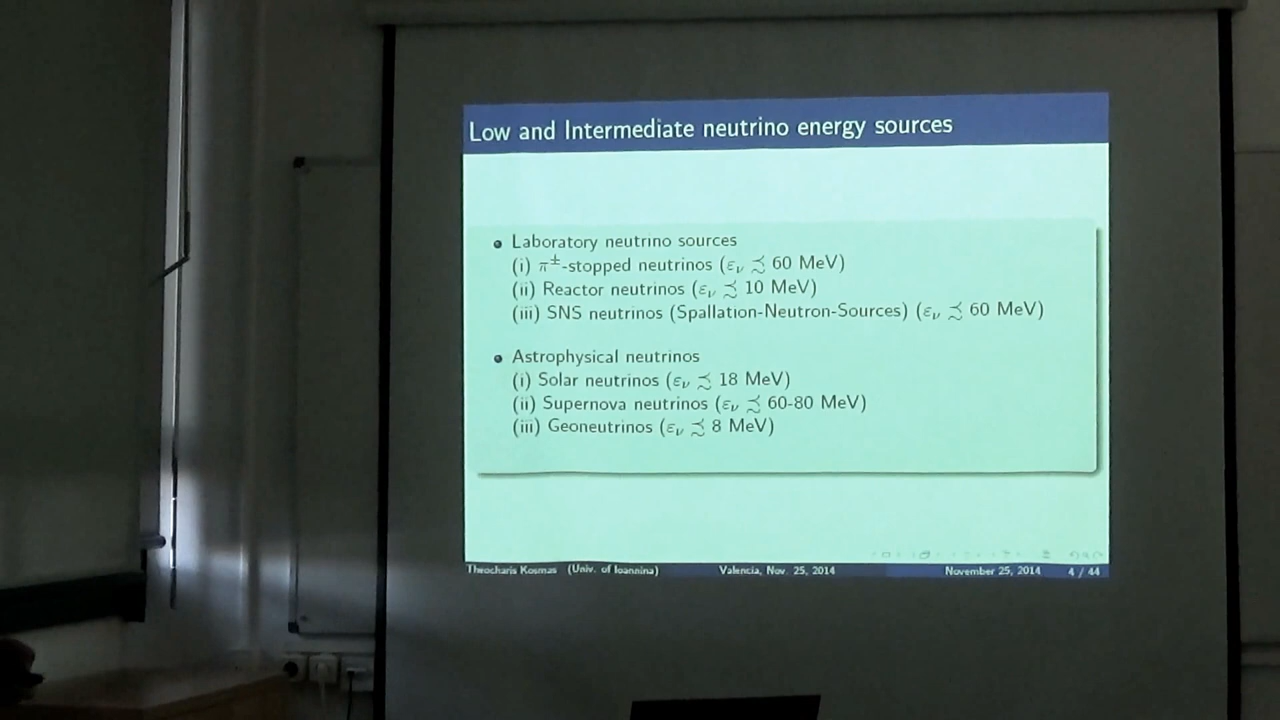 Low and Intermediate neutrino energy sources
• Laboratory neutrino sources
(i) π±-stopped neutrinos (εν ⪷ 60 MeV)
(ii) Reactor neutrinos (εν ⪷ 10 MeV)
(iii) SNS neutrinos (Spallation-Neutron-Sources) (εν ⪷ 60 MeV)
• Astrophysical neutrinos
(i) Solar neutrinos (εν ⪷ 18 MeV)
(ii) Supernova neutrinos (εν ⪷ 60-80 MeV)
(iii) Geoneutrinos (εν ⪷ 8 MeV)
Theocharis Kosmas (Univ. of Ioannina) Valencia, Nov. 25, 2014 November 25, 2014 4 / 44